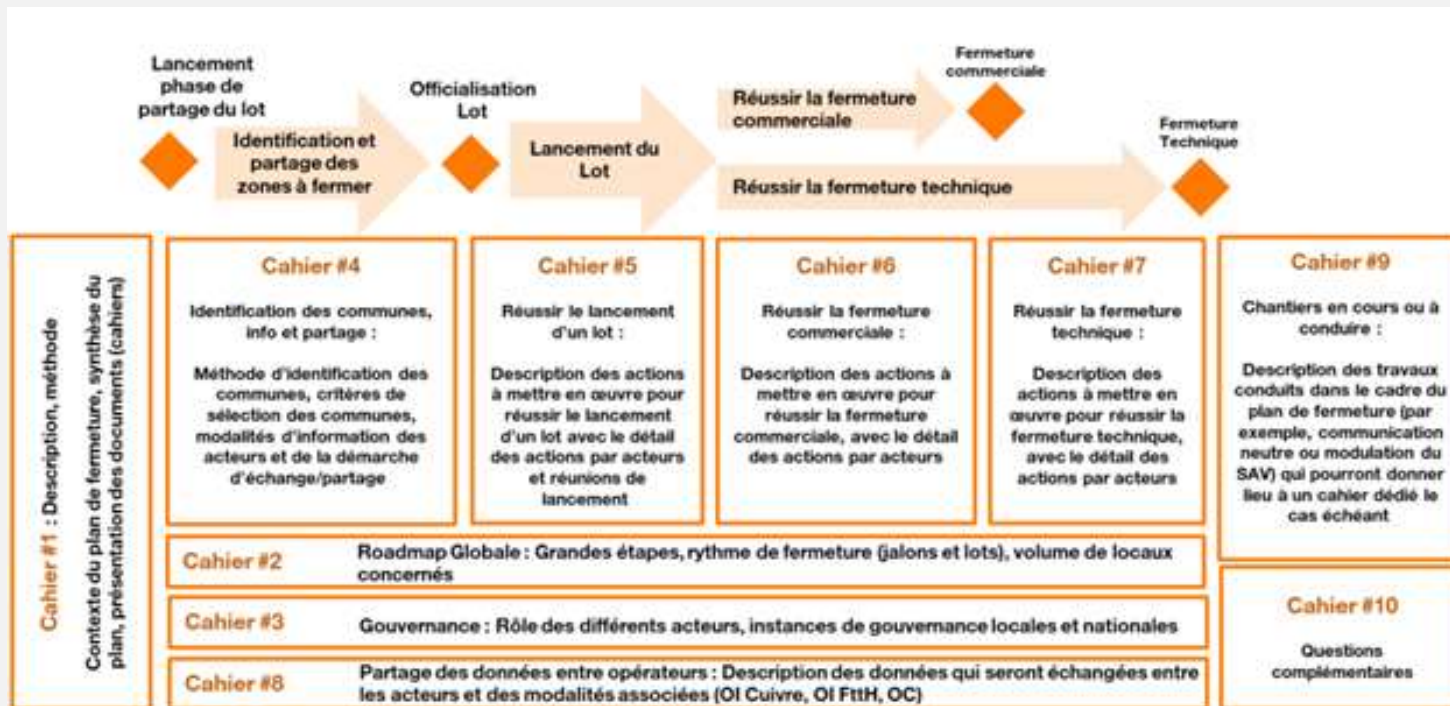 Lancement
phase de
partage du lot
Identification et
partage des
zones à fermer
Officialisation
Lot
Lancement du
Lot
Réussir la fermeture
commerciale
Fermeture
commerciale
Réussir la fermeture technique
Fermeture
Technique
Cahier #1 : Description, méthode
Contexte du plan de fermeture, synthèse du
plan, présentation des documents (cahiers)
Cahier #4
Identification des communes,
info et partage :
Méthode d'identification des
communes, critères de
sélection des communes,
modalités d'information des
acteurs et de la démarche
d'échange/partage
Cahier #5
Réussir le lancement
d'un lot :
Description des actions
à mettre en œuvre pour
réussir le lancement
d'un lot avec le détail
des actions par acteurs
et réunions de
lancement
Cahier #6
Réussir la fermeture
commerciale :
Description des actions à
mettre en œuvre pour
réussir la fermeture
commerciale, avec le détail
des actions par acteurs
Cahier #7
Réussir la fermeture
technique :
Description des
actions à mettre en
œuvre pour réussir la
fermeture technique,
avec le détail des
actions par acteurs
Cahier #9
Chantiers en cours ou à
conduire :
Description des travaux
conduits dans le cadre du
plan de fermeture (par
exemple, communication
neutre ou modulation du
SAV) qui pourront donner
lieu à un cahier dédié le
cas échéant
Cahier #2
Roadmap Globale : Grandes étapes, rythme de fermeture (jalons et lots), volume de locaux
concernés
Cahier #3
Gouvernance : Rôle des différents acteurs, instances de gouvernance locales et nationales
Cahier #8
Partage des données entre opérateurs : Description des données qui seront échangées entre
les acteurs et des modalités associées (OI Cuivre, OI FttH, OC)
Cahier #10
Questions
complémentaires